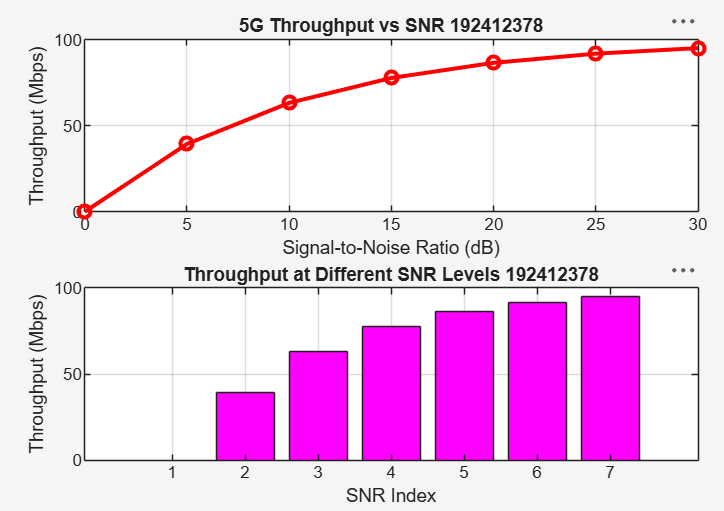 5G Throughput vs SNR 192412378
100
50
0
Throughput (Mbps)
0 5 10 15 20 25 30
Signal-to-Noise Ratio (dB)
Throughput at Different SNR Levels 192412378
100
50
0
Throughput (Mbps)
1 2 3 4 5 6 7
SNR Index